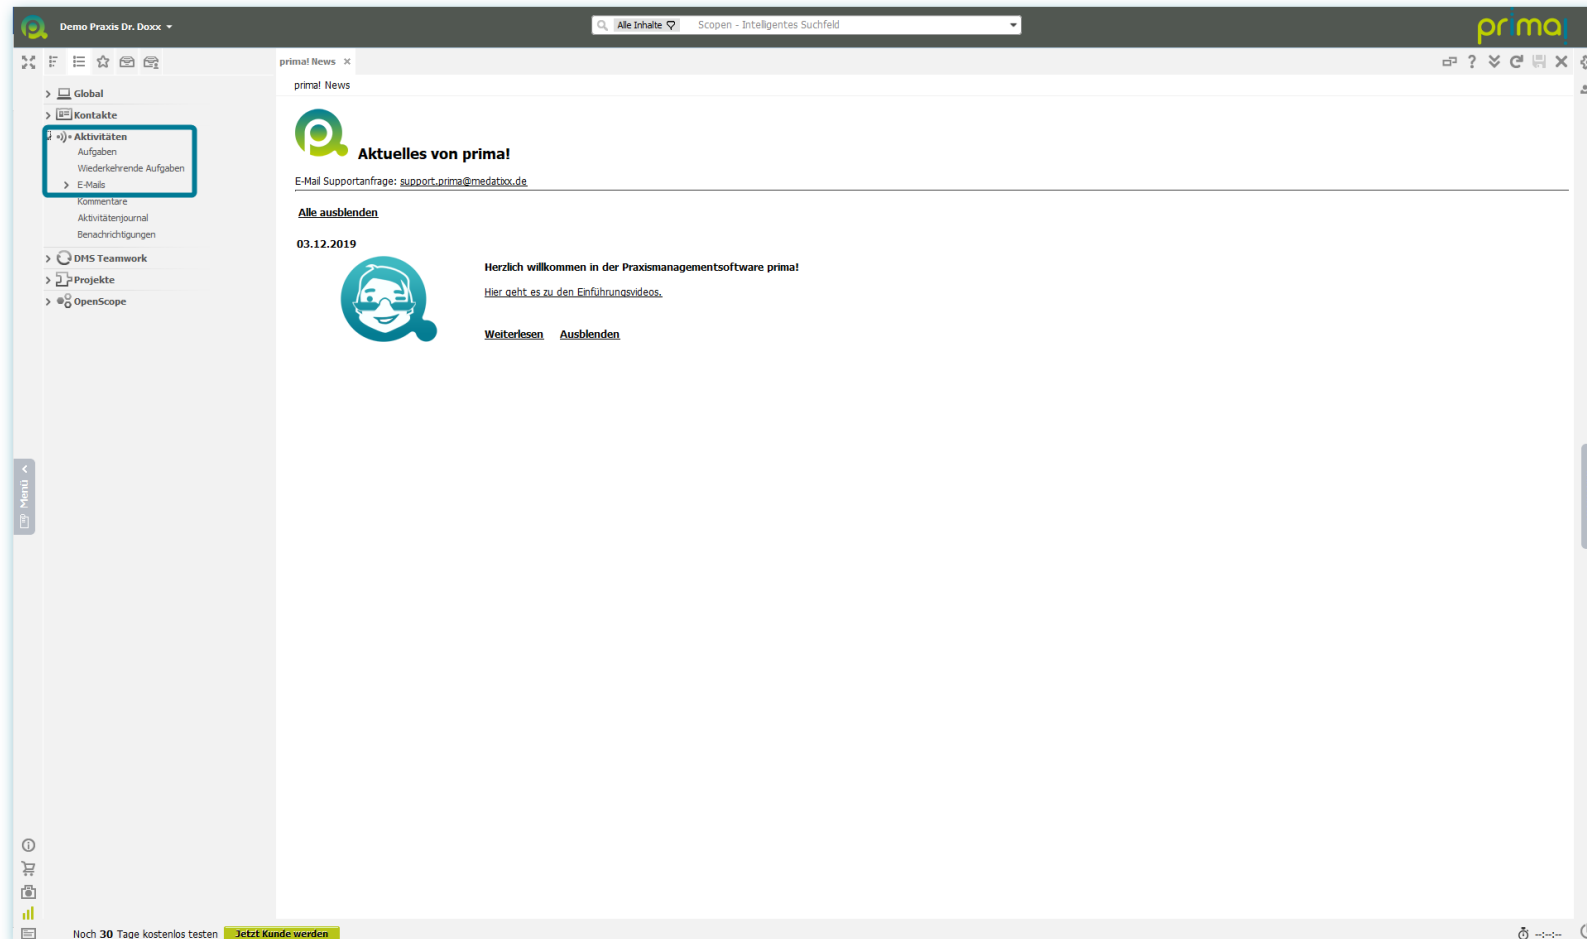 Demo Praxis Dr. Doxx
Alle Inhalte
Scopen - Intelligentes Suchfeld
prima!
prima! News
prima! News
Global
Kontakte
Aktivitäten
Aufgaben
Wiederkehrende Aufgaben
E-Mails
Kommentare
Aktivitätenjournal
Benachrichtigungen
DMS Teamwork
Projekte
OpenScope
Menü
Aktuelles von prima!
E-Mail Supportanfrage: support.prima@medatixx.de
Alle ausblenden
03.12.2019
Herzlich willkommen in der Praxismanagementsoftware prima!
Hier geht es zu den Einführungsvideos.
Weiterlesen Ausblenden
Noch 30 Tage kostenlos testen Jetzt Kunde werden
--:--:--